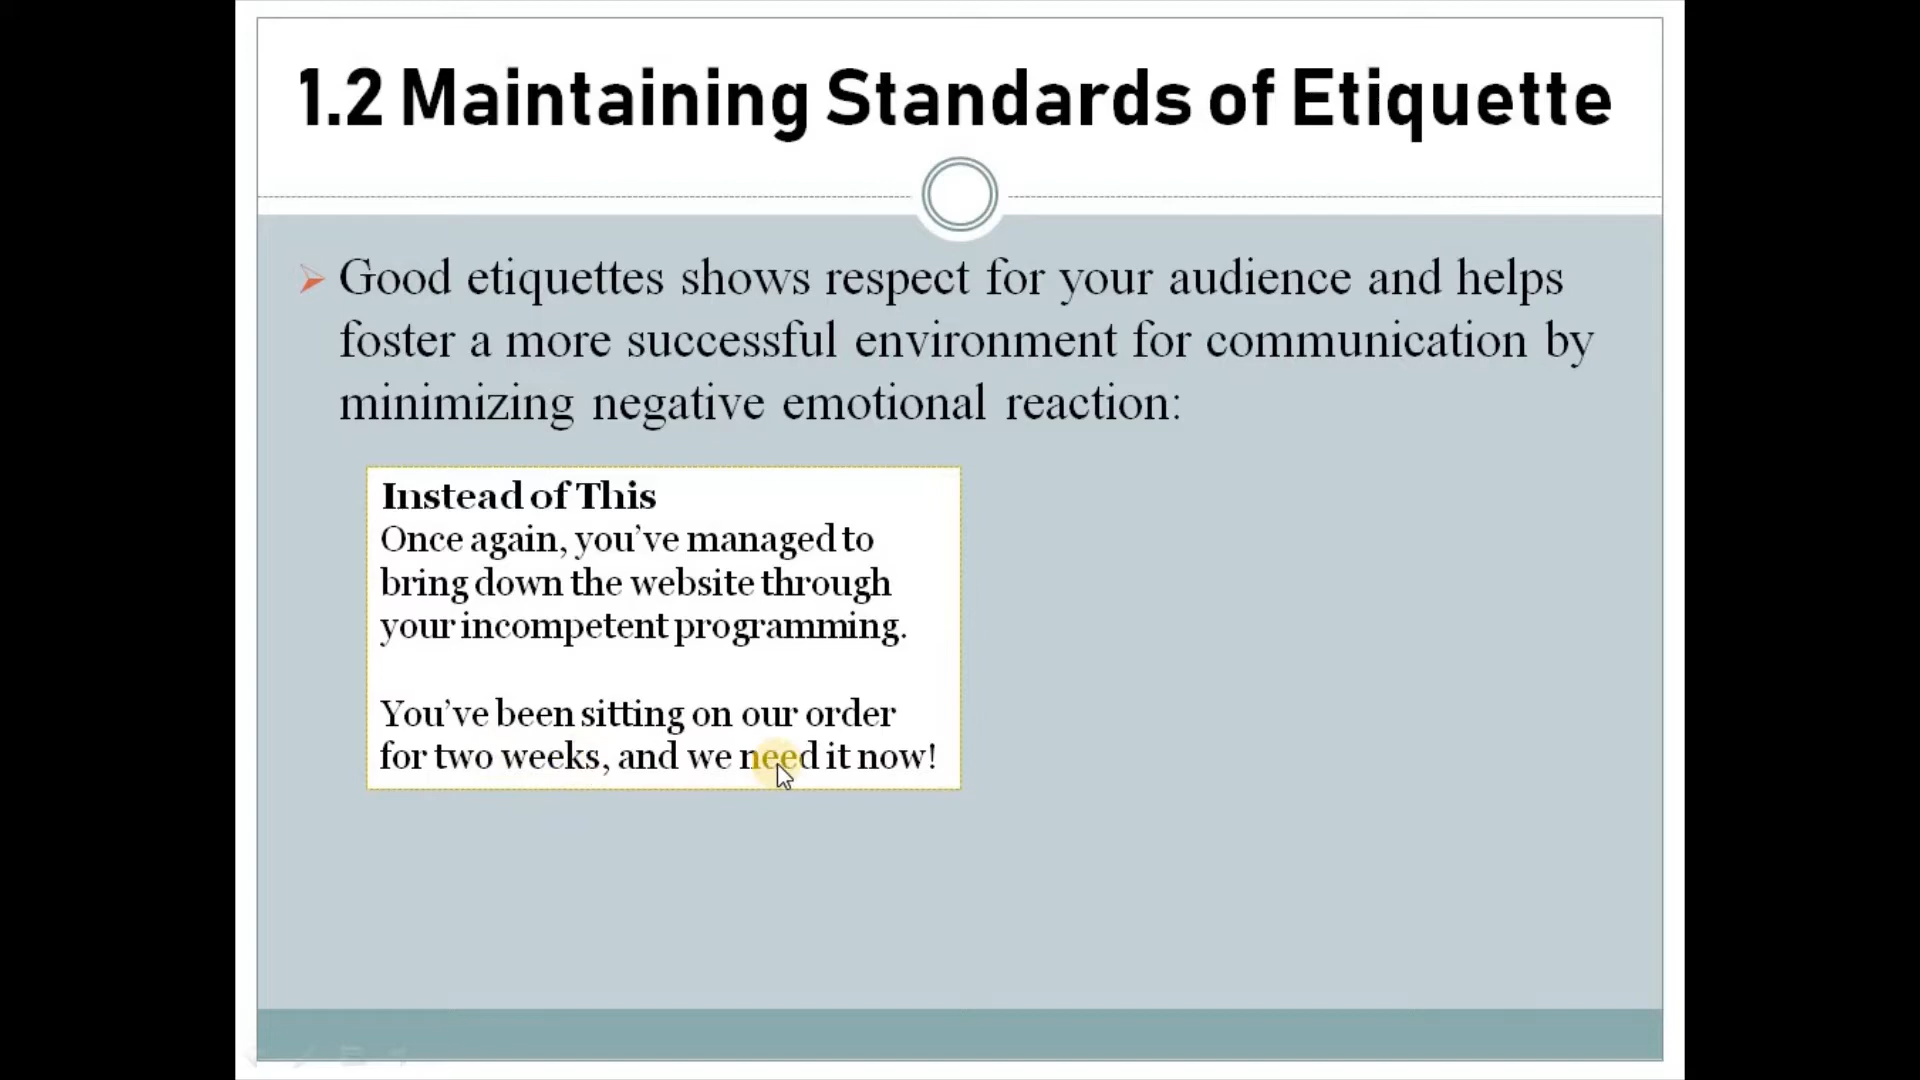 1.2 Maintaining Standards of Etiquette
Good etiquettes shows respect for your audience and helps
foster a more successful environment for communication by
minimizing negative emotional reaction:
Instead of This
Once again, you’ve managed to
bring down the website through
your incompetent programming.
You’ve been sitting on our order
for two weeks, and we need it now!